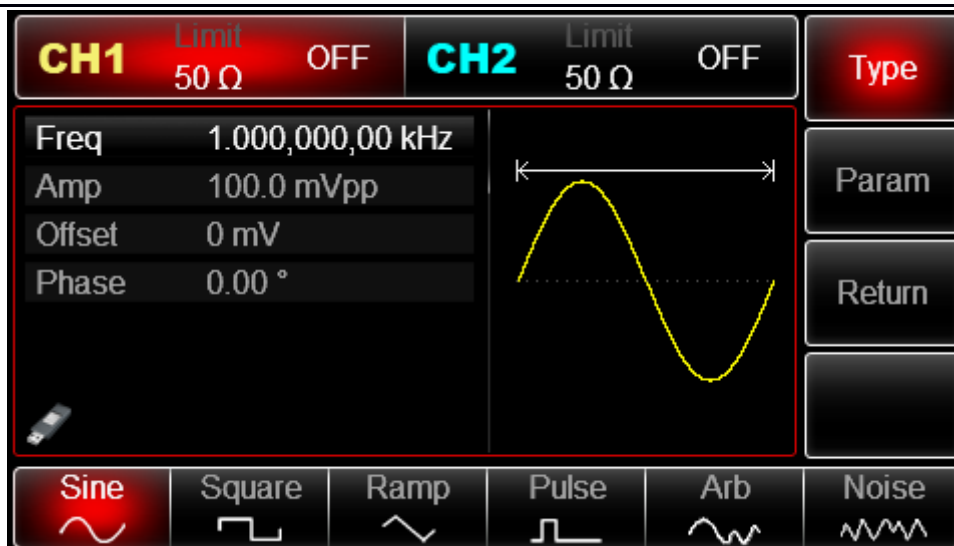 CH1 Limit 50 Ω OFF CH2 Limit 50 Ω OFF
Type
Freq 1.000,000,00 kHz
Amp 100.0 mVpp
Offset 0 mV
Phase 0.00 °
Param
Return
Sine Square Ramp Pulse Arb Noise